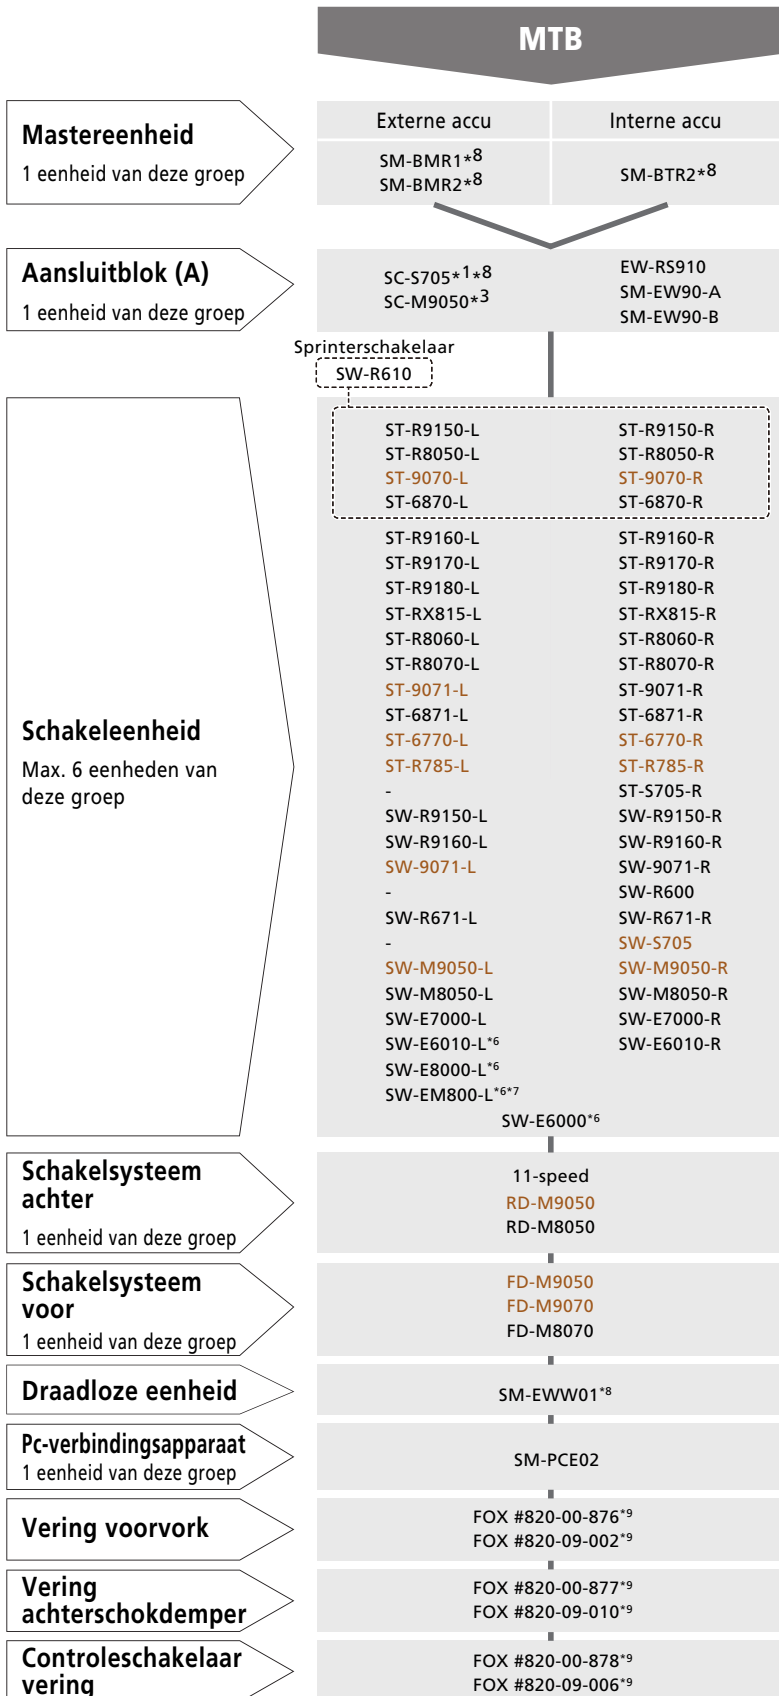 MTB
Mastereenheid
1 eenheid van deze groep
Externe accu
Interne accu
SM-BMR1*8
SM-BMR2*8
SM-BTR2*8
Aansluitblok (A)
1 eenheid van deze groep
SC-S705*1*8
SC-M9050*3
EW-RS910
SM-EW90-A
SM-EW90-B
Sprinterschakelaar
SW-R610
Schakeleenheid
Max. 6 eenheden van
deze groep
ST-R9150-L ST-R9150-R
ST-R8050-L ST-R8050-R
ST-9070-L ST-9070-R
ST-6870-L ST-6870-R
ST-R9160-L ST-R9160-R
ST-R9170-L ST-R9170-R
ST-R9180-L ST-R9180-R
ST-RX815-L ST-RX815-R
ST-R8060-L ST-R8060-R
ST-R8070-L ST-R8070-R
ST-9071-L ST-9071-R
ST-6871-L ST-6871-R
ST-6770-L ST-6770-R
ST-R785-L ST-R785-R
- ST-S705-R
SW-R9150-L SW-R9150-R
SW-R9160-L SW-R9160-R
SW-9071-L SW-9071-R
- SW-R600
SW-R671-L SW-R671-R
- SW-S705
SW-M9050-L SW-M9050-R
SW-M8050-L SW-M8050-R
SW-E7000-L SW-E7000-R
SW-E6010-L*6 SW-E6010-R
SW-E8000-L*6
SW-EM800-L*6*7
SW-E6000*6
Schakelsysteem
achter
1 eenheid van deze groep
11-speed
RD-M9050
RD-M8050
Schakelsysteem
voor
1 eenheid van deze groep
FD-M9050
FD-M9070
FD-M8070
Draadloze eenheid
SM-EWW01*8
Pc-verbindingsapparaat
1 eenheid van deze groep
SM-PCE02
Vering voorvork
FOX #820-00-876*9
FOX #820-09-002*9
Vering
achterschokdemper
FOX #820-00-877*9
FOX #820-09-010*9
Controleschakelaar
vering
FOX #820-00-878*9
FOX #820-09-006*9